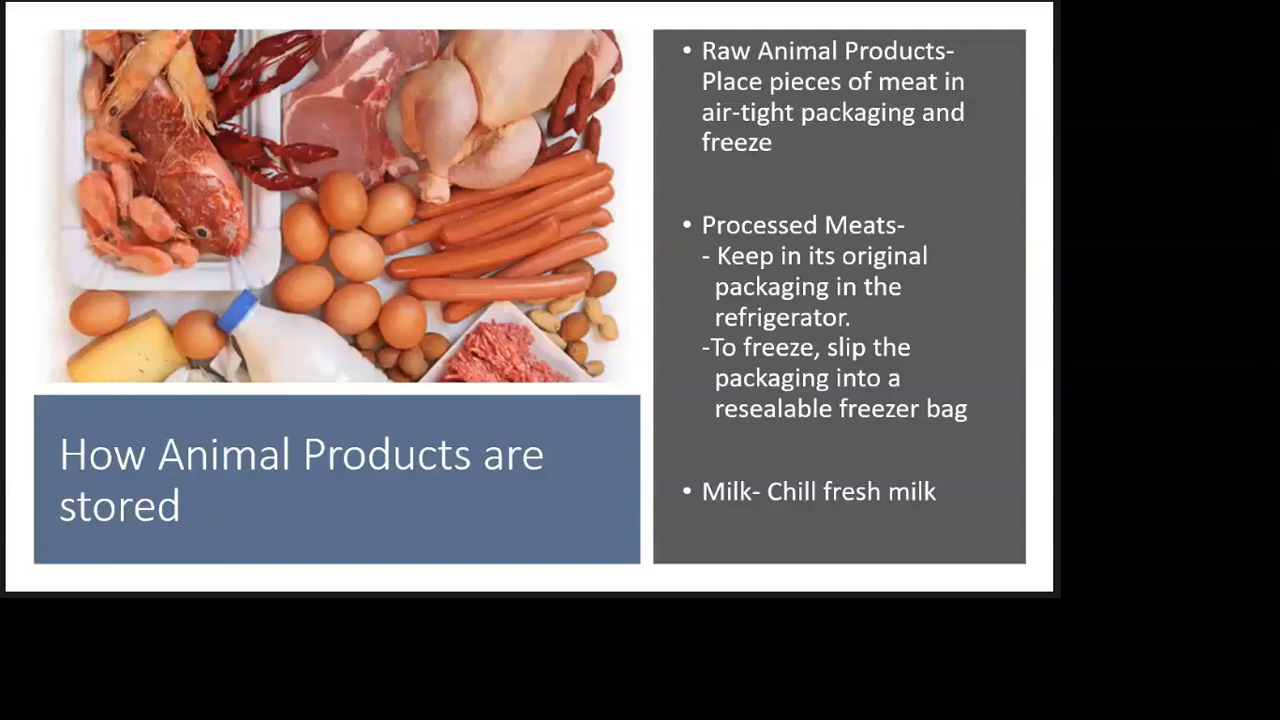 • Raw Animal Products-
Place pieces of meat in
air-tight packaging and
freeze
• Processed Meats-
- Keep in its original
packaging in the
refrigerator.
-To freeze, slip the
packaging into a
resealable freezer bag
• Milk- Chill fresh milk
How Animal Products are
stored